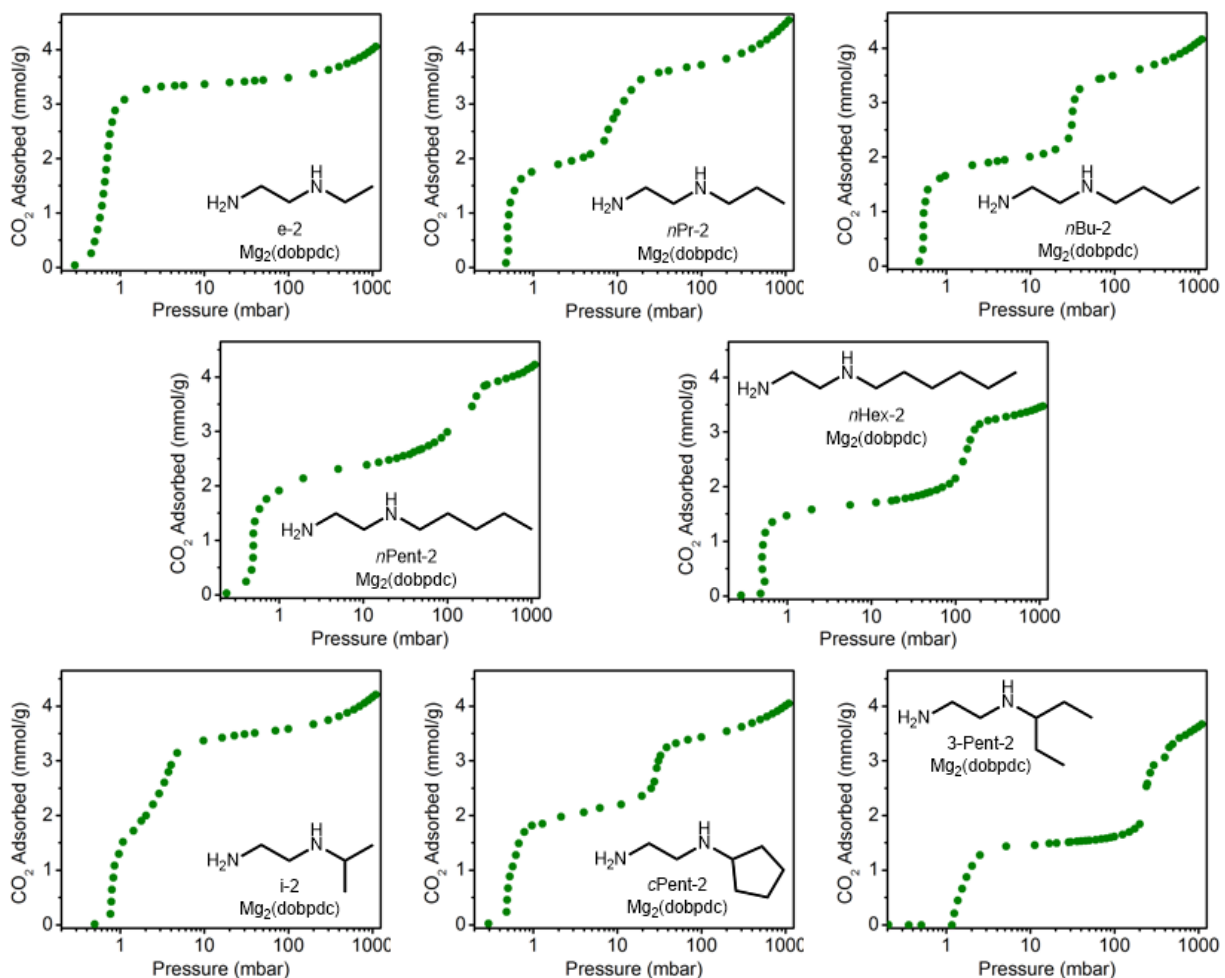 CO2 Adsorbed (mmol/g)
4
3
2
1
0
H
N
H2N
e-2
Mg2(dobpdc)
1
10
100
1000
Pressure (mbar)
CO2 Adsorbed (mmol/g)
4
3
2
1
0
H
N
H2N
nPr-2
Mg2(dobpdc)
1
10
100
1000
Pressure (mbar)
CO2 Adsorbed (mmol/g)
4
3
2
1
0
H
N
H2N
nBu-2
Mg2(dobpdc)
1
10
100
1000
Pressure (mbar)
CO2 Adsorbed (mmol/g)
4
3
2
1
0
H
N
H2N
nPent-2
Mg2(dobpdc)
1
10
100
1000
Pressure (mbar)
CO2 Adsorbed (mmol/g)
4
3
2
1
0
H
N
H2N
nHex-2
Mg2(dobpdc)
1
10
100
1000
Pressure (mbar)
CO2 Adsorbed (mmol/g)
4
3
2
1
0
H
N
H2N
i-2
Mg2(dobpdc)
1
10
100
1000
Pressure (mbar)
CO2 Adsorbed (mmol/g)
4
3
2
1
0
H
N
H2N
cPent-2
Mg2(dobpdc)
1
10
100
1000
Pressure (mbar)
CO2 Adsorbed (mmol/g)
4
3
2
1
0
H
N
H2N
3-Pent-2
Mg2(dobpdc)
1
10
100
1000
Pressure (mbar)